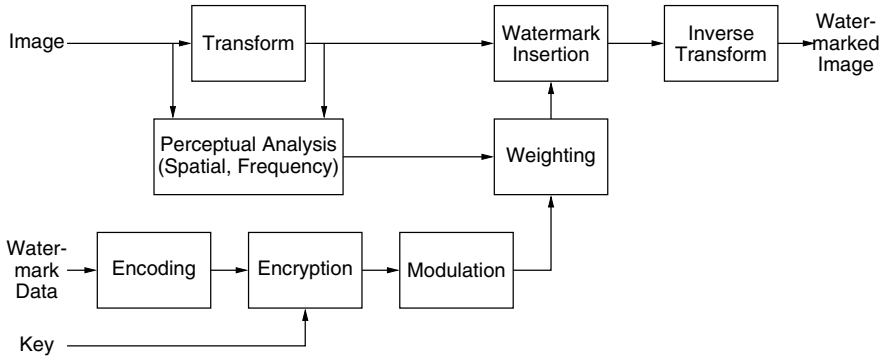 Image
Transform
Watermark
Insertion
Inverse
Transform
Water-
marked
Image
Perceptual Analysis
(Spatial, Frequency)
Weighting
Water-
mark
Data
Encoding
Encryption
Modulation
Key